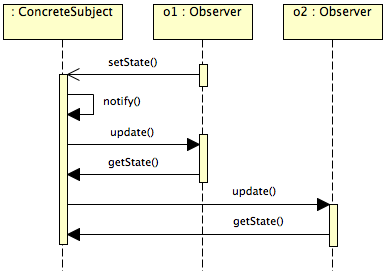 : ConcreteSubject
o1 : Observer
o2 : Observer
setState()
notify()
update()
getState()
update()
getState()